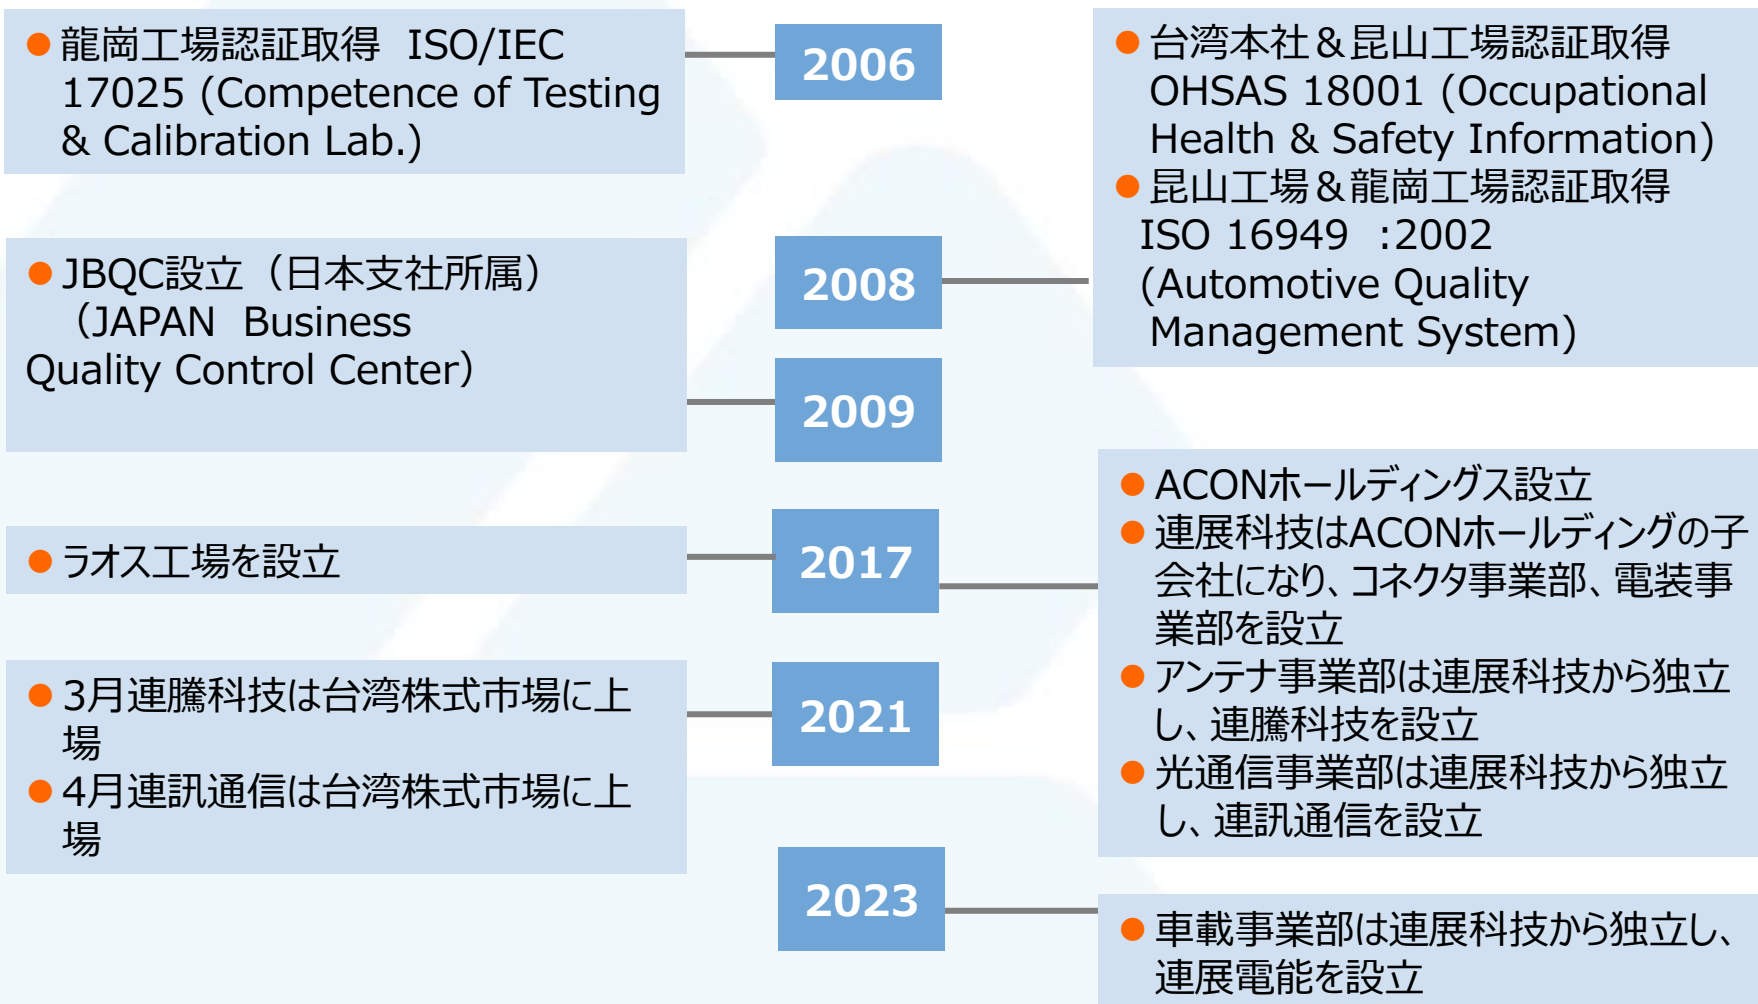 ● 龍崗工場認証取得 ISO/IEC
17025 (Competence of Testing
& Calibration Lab.)
2006
● 台湾本社＆昆山工場認証取得
OHSAS 18001 (Occupational
Health & Safety Information)
● 昆山工場＆龍崗工場認証取得
ISO 16949 :2002
(Automotive Quality
Management System)
2008
● JBQC設立（日本支社所属）
（JAPAN Business
Quality Control Center）
2009
● ラオス工場を設立
2017
● ACONホールディングス設立
● 連展科技はACONホールディングの子
会社になり、コネクタ事業部、電装事
業部を設立
● アンテナ事業部は連展科技から独立
し、連騰科技を設立
● 光通信事業部は連展科技から独立
し、連訊通信を設立
● 3月連騰科技は台湾株式市場に上
場
● 4月連訊通信は台湾株式市場に上
場
2021
2023
● 車載事業部は連展科技から独立し、
連展電能を設立